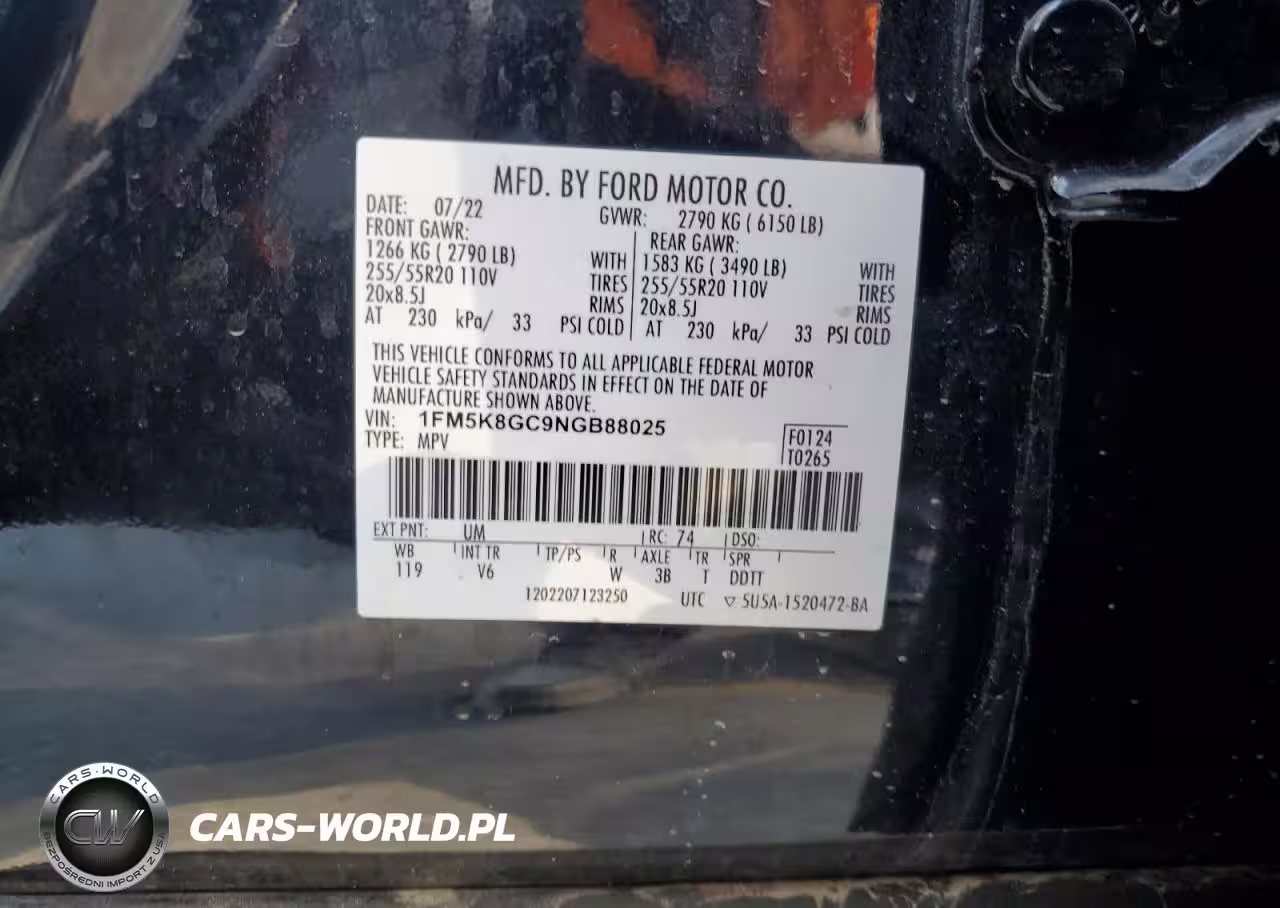 MFD. BY FORD MOTOR CO.
DATE: 07/22 GVWR: 2790 KG ( 6150 LB)
FRONT GAWR: REAR GAWR:
1266 KG ( 2790 LB) WITH 1583 KG ( 3490 LB) WITH
255/55R20 110V TIRES 255/55R20 110V TIRES
20x8.5J RIMS 20x8.5J RIMS
AT 230 kPa/ 33 PSI COLD AT 230 kPa/ 33 PSI COLD
THIS VEHICLE CONFORMS TO ALL APPLICABLE FEDERAL MOTOR
VEHICLE SAFETY STANDARDS IN EFFECT ON THE DATE OF
MANUFACTURE SHOWN ABOVE.
VIN: 1FM5K8GC9NGB88025 F0124
TYPE: MPV T0265
EXT PNT: UM RC: 74 DSO:
WB INT TR TP/PS R AXLE TR SPR
119 V6 W 3B T DDTT
1202207123250 UTC ▽ 5U5A-1520472-BA
CARS-WORLD
CW
BEZPOŚREDNI IMPORT Z USA
CARS-WORLD.PL